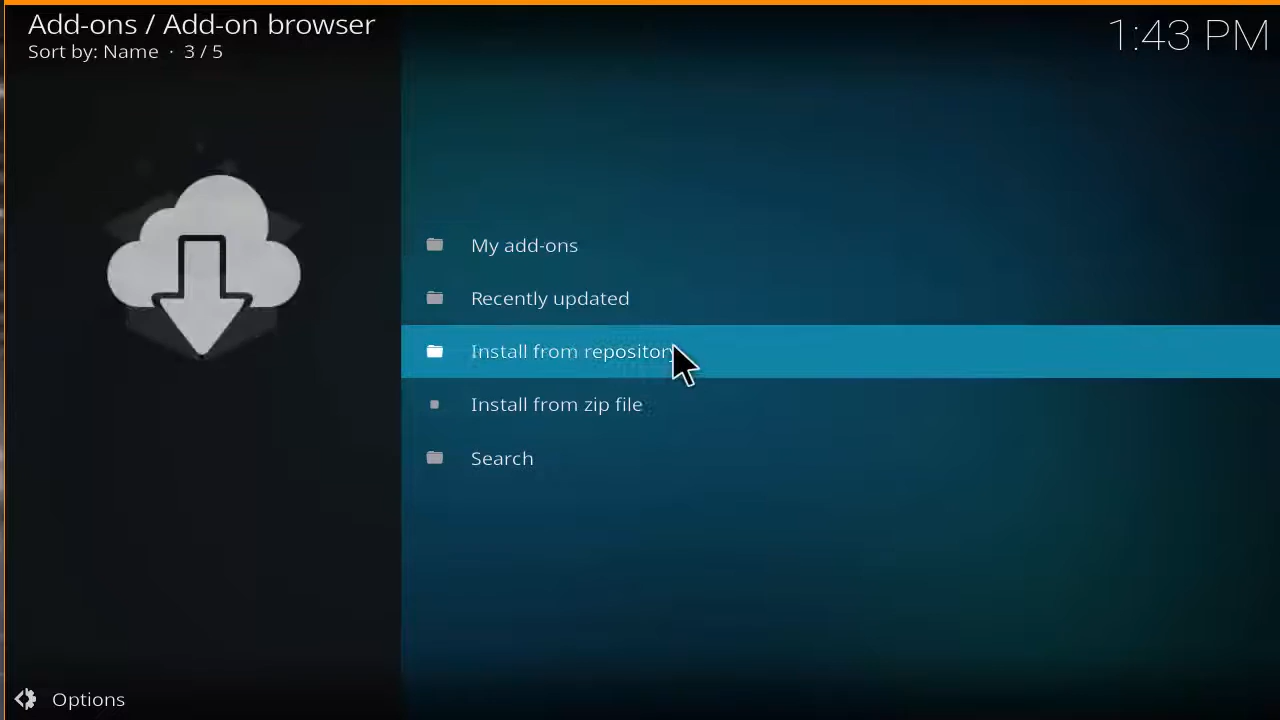 Add-ons / Add-on browser
Sort by: Name · 3 / 5
1:43 PM
My add-ons
Recently updated
Install from repository
Install from zip file
Search
Options